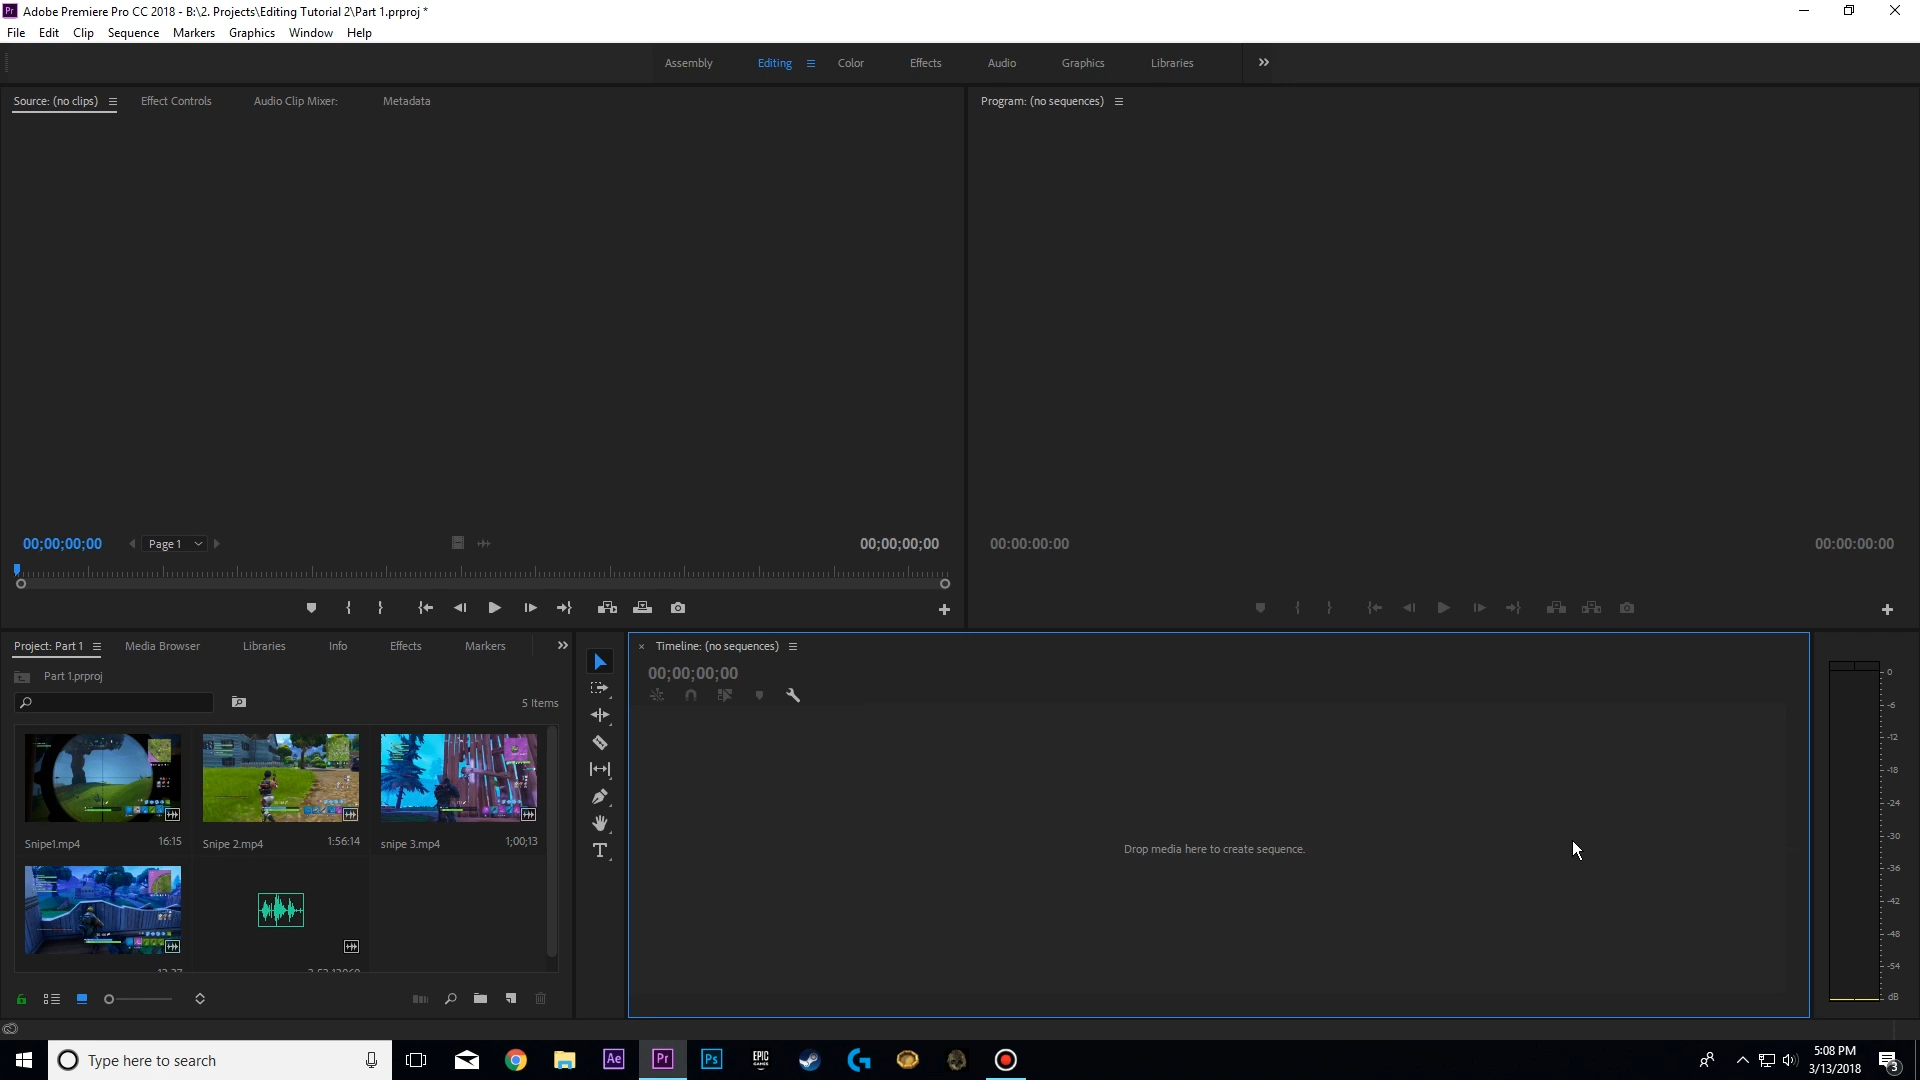 Adobe Premiere Pro CC 2018 - B:\2. Projects\Editing Tutorial 2\Part 1.prproj *
File Edit Clip Sequence Markers Graphics Window Help
Assembly Editing Color Effects Audio Graphics Libraries
Source: (no clips) Effect Controls Audio Clip Mixer: Metadata
Program: (no sequences)
00;00;00;00 Page 1 00;00;00;00
00:00:00:00 00:00:00:00
Project: Part 1 Media Browser Libraries Info Effects Markers
Part 1.prproj
5 Items
Snipe1.mp4 16:15
Snipe 2.mp4 1:56:14
snipe 3.mp4 1;00;13
Timeline: (no sequences)
00;00;00;00
Drop media here to create sequence.
0
-6
-12
-18
-24
-30
-36
-42
-48
-54
dB
Type here to search
Ae
Pr
Ps
EPIC
GAMES
5:08 PM
3/13/2018
3